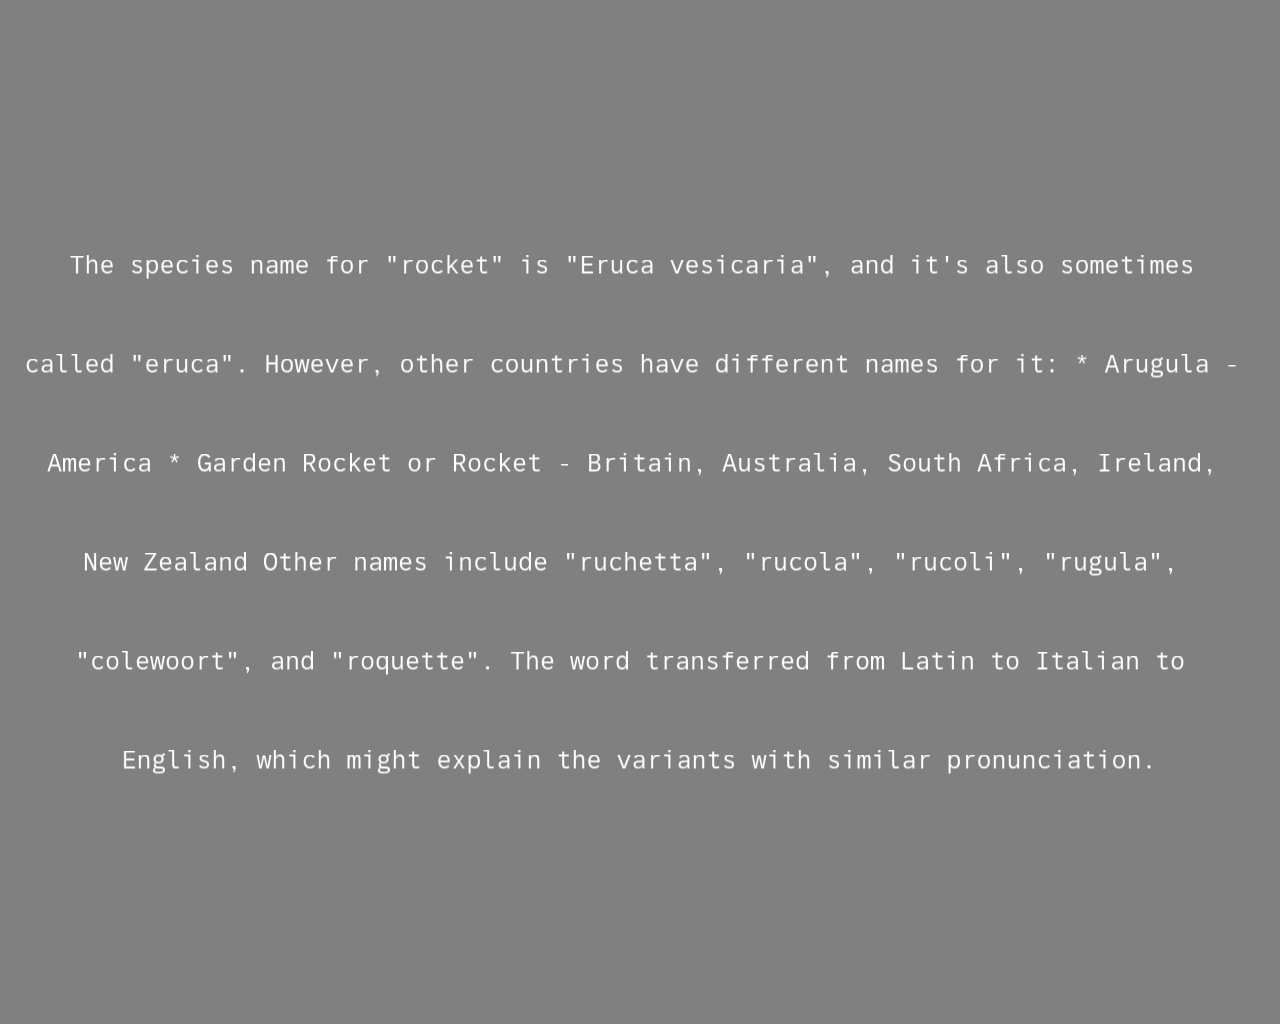 The species name for "rocket" is "Eruca vesicaria", and it's also sometimes
called "eruca". However, other countries have different names for it: * Arugula -
America * Garden Rocket or Rocket - Britain, Australia, South Africa, Ireland,
New Zealand Other names include "ruchetta", "rucola", "rucoli", "rugula",
"colewoort", and "roquette". The word transferred from Latin to Italian to
English, which might explain the variants with similar pronunciation.